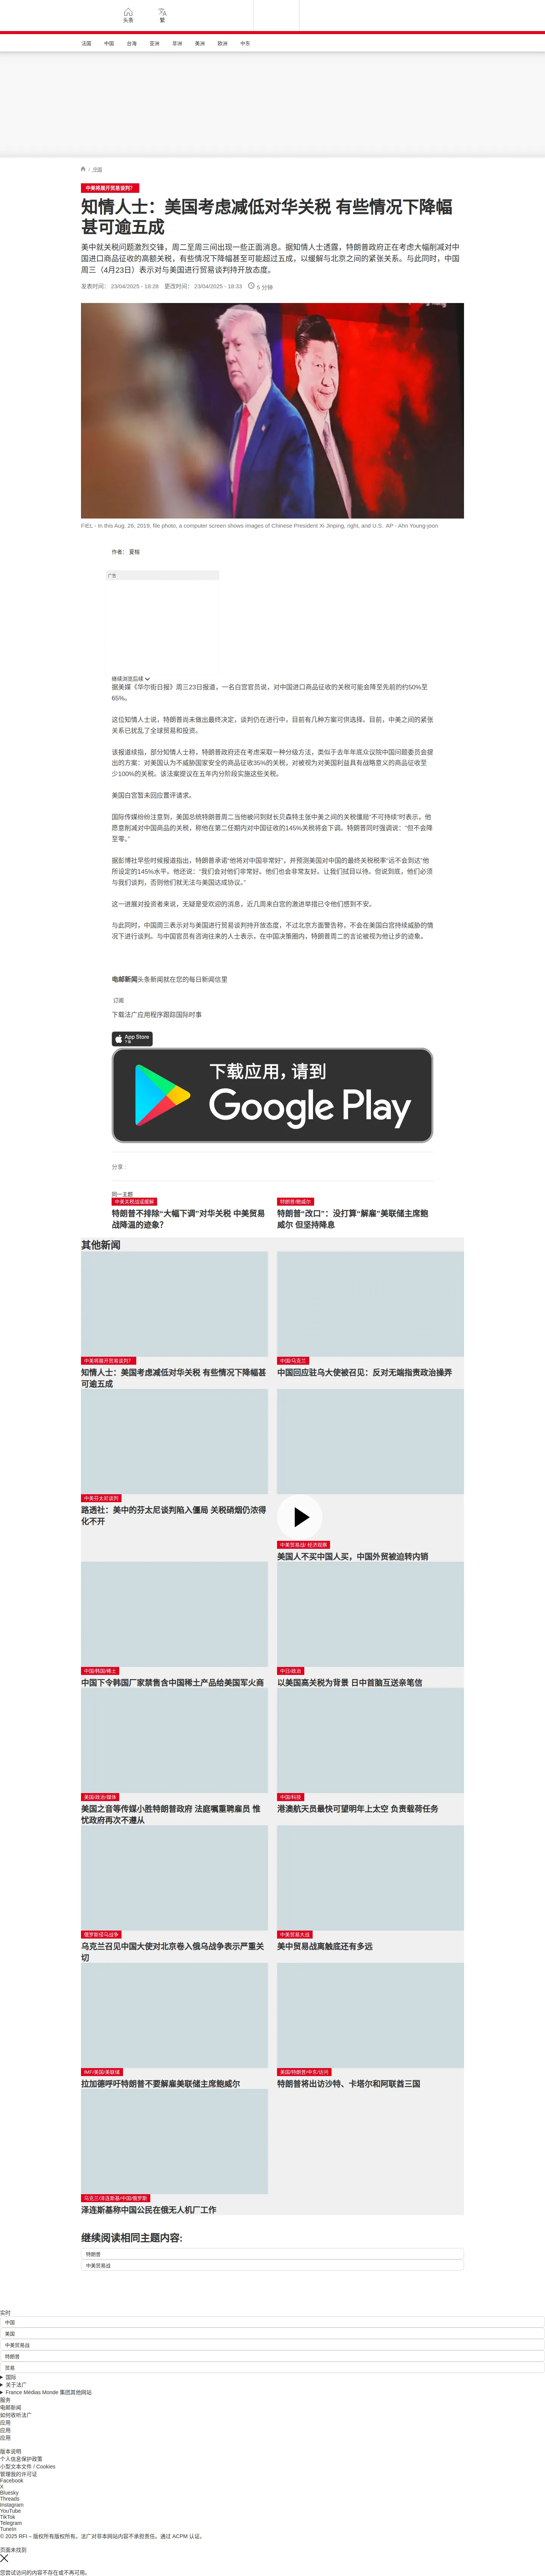 头条
繁
法国
中国
台海
亚洲
非洲
美洲
欧洲
中东
/ 中国
中美将展开贸易谈判？
知情人士：美国考虑减低对华关税 有些情况下降幅
甚可逾五成
美中就关税问题激烈交锋，周二至周三间出现一些正面消息。据知情人士透露，特朗普政府正在考虑大幅削减对中
国进口商品征收的高额关税，有些情况下降幅甚至可能超过五成，以缓解与北京之间的紧张关系。与此同时，中国
周三（4月23日）表示对与美国进行贸易谈判持开放态度。
发表时间： 23/04/2025 - 18:28 更改时间： 23/04/2025 - 18:33 5 分钟
FIEL - In this Aug. 26, 2019, file photo, a computer screen shows images of Chinese President Xi Jinping, right, and U.S. AP - Ahn Young-joon
作者： 夏榕
广告
继续浏览后续
据美媒《华尔街日报》周三23日报道，一名白宫官员说，对中国进口商品征收的关税可能会降至先前的约50%至
65%。
这位知情人士说，特朗普尚未做出最终决定，谈判仍在进行中，目前有几种方案可供选择。目前，中美之间的紧张
关系已扰乱了全球贸易和投资。
该报道续指，部分知情人士称，特朗普政府还在考虑采取一种分级方法，类似于去年年底众议院中国问题委员会提
出的方案：对美国认为不威胁国家安全的商品征收35%的关税，对被视为对美国利益具有战略意义的商品征收至
少100%的关税。该法案提议在五年内分阶段实施这些关税。
美国白宫暂未回应置评请求。
国际传媒纷纷注意到，美国总统特朗普周二当他被问到财长贝森特主张中美之间的关税僵局“不可持续”时表示，他
愿意削减对中国商品的关税，称他在第二任期内对中国征收的145%关税将会下调。特朗普同时强调说：“但不会降
至零。”
据彭博社早些时候报道指出，特朗普承诺“他将对中国非常好”，并预测美国对中国的最终关税税率“远不会到达”他
所设定的145%水平。他还说：“我们会对他们非常好。他们也会非常友好。让我们拭目以待。但说到底，他们必须
与我们谈判，否则他们就无法与美国达成协议。”
这一进展对投资者来说，无疑是受欢迎的消息，近几周来白宫的激进举措已令他们感到不安。
与此同时，中国周三表示对与美国进行贸易谈判持开放态度，不过北京方面警告称，不会在美国白宫持续威胁的情
况下进行谈判。与中国官员有咨询往来的人士表示，在中国决策圈内，特朗普周二的言论被视为他让步的迹象。
电邮新闻头条新闻就在您的每日新闻信里
订阅
下载法广应用程序跟踪国际时事
App Store
下载应用，请到
Google Play
分享 :
同一主题
中美关税战或缓解
特朗普不排除“大幅下调”对华关税 中美贸易
战降温的迹象？
特朗普/鲍威尔
特朗普“改口”：没打算“解雇”美联储主席鲍
威尔 但坚持降息
其他新闻
中美将展开贸易谈判？
知情人士：美国考虑减低对华关税 有些情况下降幅甚
可逾五成
中国/乌克兰
中国回应驻乌大使被召见：反对无端指责政治操弄
中美芬太尼谈判
路透社：美中的芬太尼谈判陷入僵局 关税硝烟仍浓得
化不开
中美贸易战/ 经济观察
美国人不买中国人买，中国外贸被迫转内销
中国/韩国/稀土
中国下令韩国厂家禁售含中国稀土产品给美国军火商
中日/政治
以美国高关税为背景 日中首脑互送亲笔信
美国/政治/媒体
美国之音等传媒小胜特朗普政府 法庭嘱重聘雇员 惟
忧政府再次不遵从
中国/科技
港澳航天员最快可望明年上太空 负责载荷任务
俄罗斯侵乌战争
乌克兰召见中国大使对北京卷入俄乌战争表示严重关
切
中美贸易大战
美中贸易战离触底还有多远
IMF/美国/美联储
拉加德呼吁特朗普不要解雇美联储主席鲍威尔
美国/特朗普/中东/访问
特朗普将出访沙特、卡塔尔和阿联酋三国
乌克兰/泽连斯基/中国/俄罗斯
泽连斯基称中国公民在俄无人机厂工作
继续阅读相同主题内容:
特朗普
中美贸易战
实时
中国
美国
中美贸易战
特朗普
贸易
国际
关于法广
France Médias Monde 集团其他网站
服务
电邮新闻
如何收听法广
应用
应用
应用
版本说明
个人信息保护政策
小型文本文件 / Cookies
管理我的许可证
Facebook
X
Bluesky
Threads
Instagram
YouTube
TikTok
Telegram
TuneIn
© 2025 RFI – 版权所有版权所有。法广对非本网站内容不承担责任。通过 ACPM 认证。
页面未找到
您尝试访问的内容不存在或不再可用。